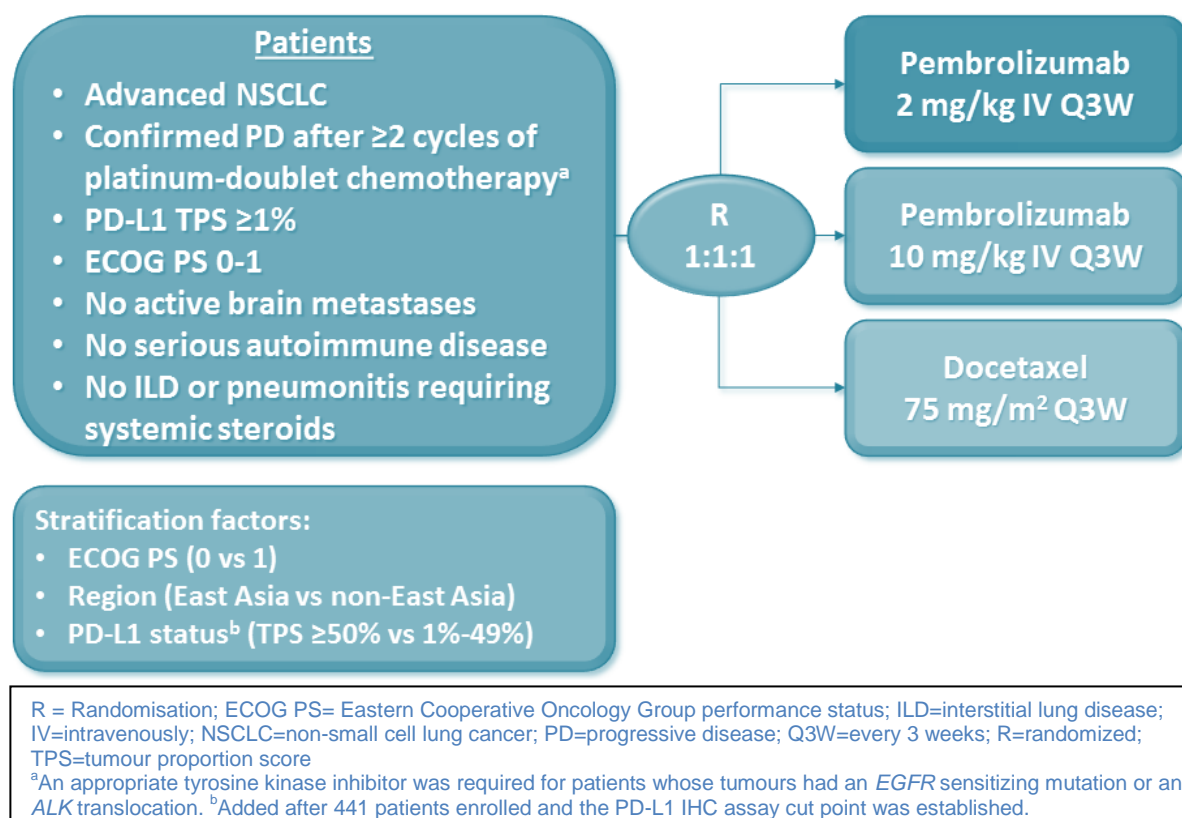 Patients
• Advanced NSCLC
• Confirmed PD after ≥2 cycles of
platinum-doublet chemotherapyᵃ
• PD-L1 TPS ≥1%
• ECOG PS 0-1
• No active brain metastases
• No serious autoimmune disease
• No ILD or pneumonitis requiring
systemic steroids
R
1:1:1
Pembrolizumab
2 mg/kg IV Q3W
Pembrolizumab
10 mg/kg IV Q3W
Docetaxel
75 mg/m² Q3W
Stratification factors:
• ECOG PS (0 vs 1)
• Region (East Asia vs non-East Asia)
• PD-L1 statusᵇ (TPS ≥50% vs 1%-49%)
R = Randomisation; ECOG PS= Eastern Cooperative Oncology Group performance status; ILD=interstitial lung disease;
IV=intravenously; NSCLC=non-small cell lung cancer; PD=progressive disease; Q3W=every 3 weeks; R=randomized;
TPS=tumour proportion score
ᵃAn appropriate tyrosine kinase inhibitor was required for patients whose tumours had an EGFR sensitizing mutation or an
ALK translocation. ᵇAdded after 441 patients enrolled and the PD-L1 IHC assay cut point was established.